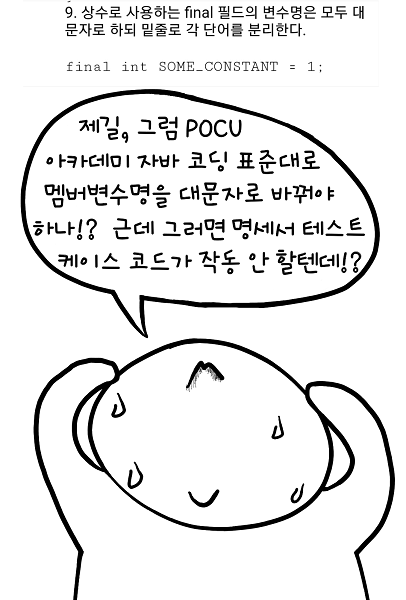 9. 상수로 사용하는 final 필드의 변수명은 모두 대
문자로 하되 밑줄로 각 단어를 분리한다.
final int SOME_CONSTANT = 1;
제길, 그럼 POCU
아카데미 자바 코딩 표준대로
멤버변수명을 대문자로 바꿔야
하나!? 근데 그러면 명세서 테스트
케이스 코드가 작동 안 할텐데!?